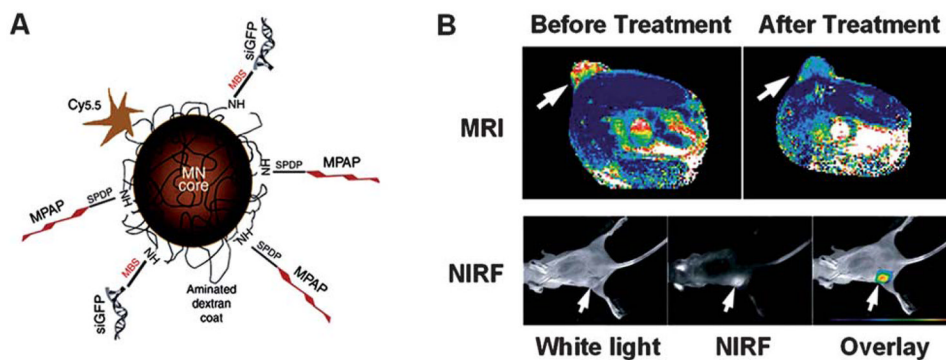 A
siGFP
MBS
NH
Cy5.5
MN
core
NH
SPDP
MPAP
NH
SPDP
MPAP
NH
SPDP
MPAP
NH
MBS
siGFP
Aminated
dextran
coat
B
Before Treatment
After Treatment
MRI
NIRF
White light
NIRF
Overlay